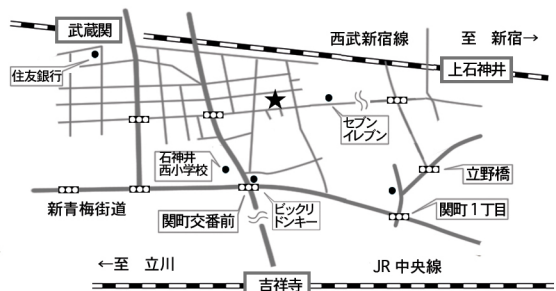 武蔵関
西武新宿線
至 新宿→
住友銀行
上石神井
セブン
イレブン
石神井
西小学校
立野橋
新青梅街道
関町交番前
ビックリ
ドンキー
関町1丁目
←至 立川
JR中央線
吉祥寺